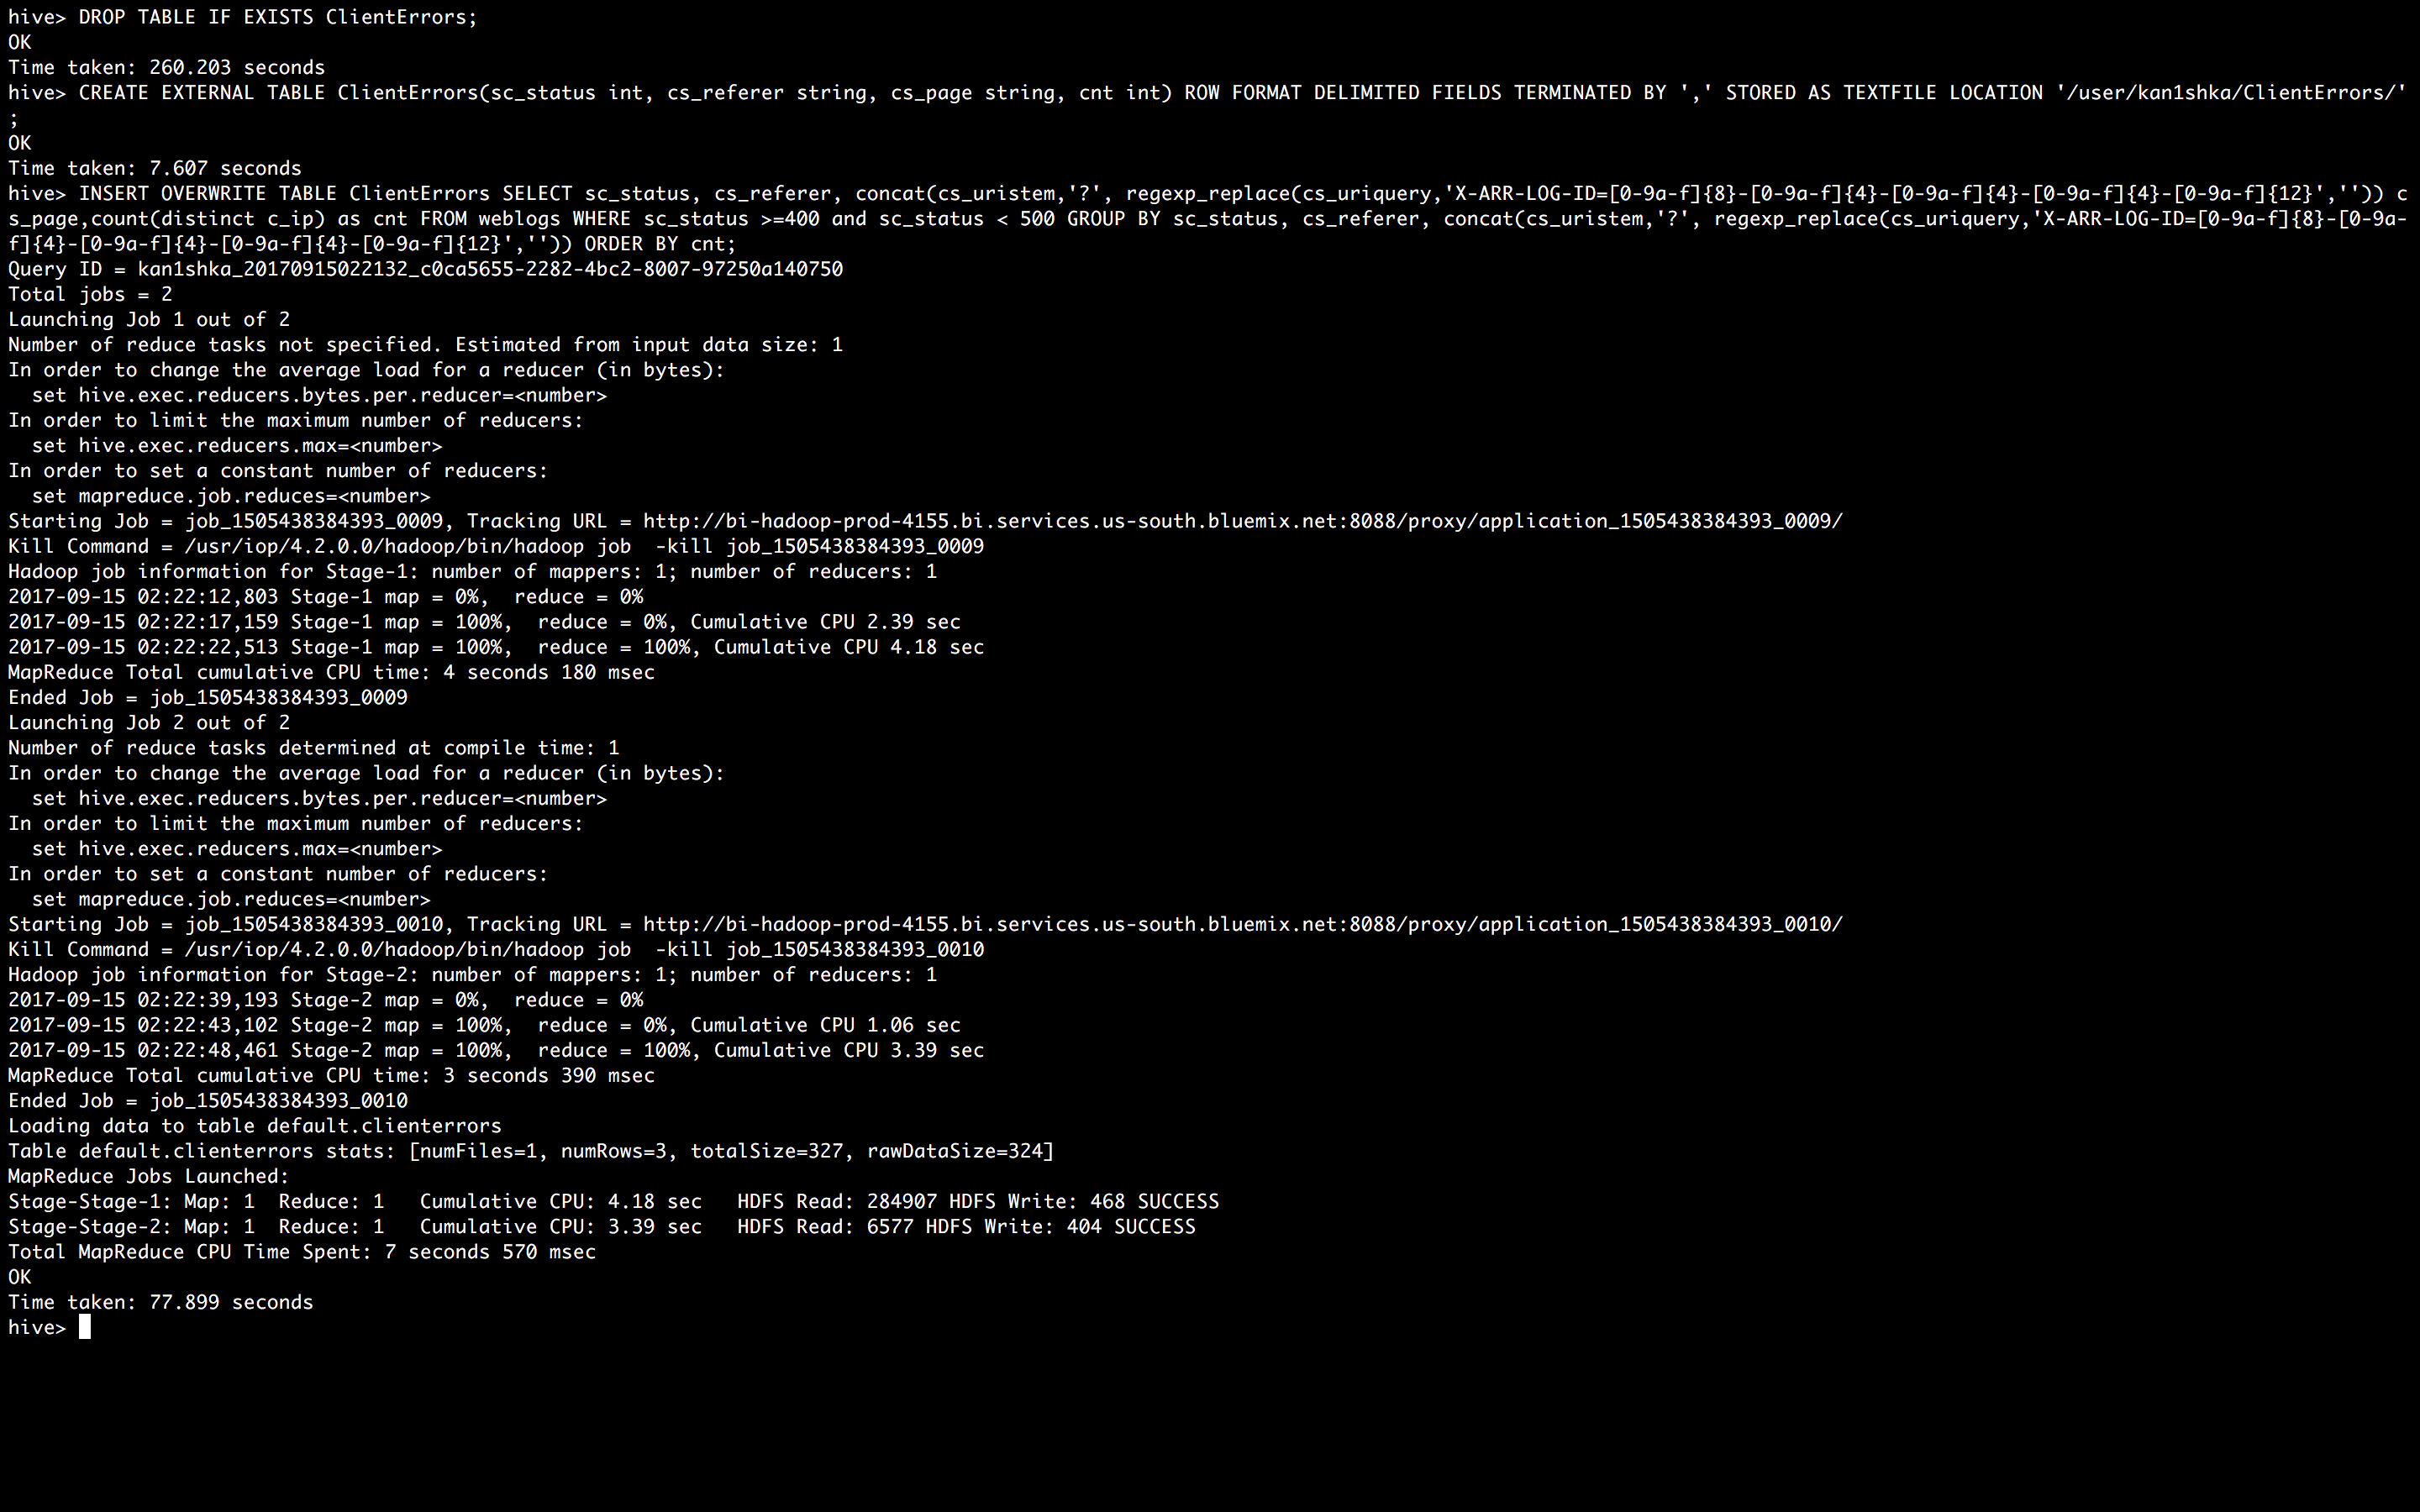 hive> DROP TABLE IF EXISTS ClientErrors;
OK
Time taken: 260.203 seconds
hive> CREATE EXTERNAL TABLE ClientErrors(sc_status int, cs_referer string, cs_page string, cnt int) ROW FORMAT DELIMITED FIELDS TERMINATED BY ',' STORED AS TEXTFILE LOCATION '/user/kan1shka/ClientErrors/'
;
OK
Time taken: 7.607 seconds
hive> INSERT OVERWRITE TABLE ClientErrors SELECT sc_status, cs_referer, concat(cs_uristem,'?', regexp_replace(cs_uriquery,'X-ARR-LOG-ID=[0-9a-f]{8}-[0-9a-f]{4}-[0-9a-f]{4}-[0-9a-f]{4}-[0-9a-f]{12}','')) c
s_page,count(distinct c_ip) as cnt FROM weblogs WHERE sc_status >=400 and sc_status < 500 GROUP BY sc_status, cs_referer, concat(cs_uristem,'?', regexp_replace(cs_uriquery,'X-ARR-LOG-ID=[0-9a-f]{8}-[0-9a-
f]{4}-[0-9a-f]{4}-[0-9a-f]{4}-[0-9a-f]{12}','')) ORDER BY cnt;
Query ID = kan1shka_20170915022132_c0ca5655-2282-4bc2-8007-97250a140750
Total jobs = 2
Launching Job 1 out of 2
Number of reduce tasks not specified. Estimated from input data size: 1
In order to change the average load for a reducer (in bytes):
  set hive.exec.reducers.bytes.per.reducer=<number>
In order to limit the maximum number of reducers:
  set hive.exec.reducers.max=<number>
In order to set a constant number of reducers:
  set mapreduce.job.reduces=<number>
Starting Job = job_1505438384393_0009, Tracking URL = http://bi-hadoop-prod-4155.bi.services.us-south.bluemix.net:8088/proxy/application_1505438384393_0009/
Kill Command = /usr/iop/4.2.0.0/hadoop/bin/hadoop job  -kill job_1505438384393_0009
Hadoop job information for Stage-1: number of mappers: 1; number of reducers: 1
2017-09-15 02:22:12,803 Stage-1 map = 0%,  reduce = 0%
2017-09-15 02:22:17,159 Stage-1 map = 100%,  reduce = 0%, Cumulative CPU 2.39 sec
2017-09-15 02:22:22,513 Stage-1 map = 100%,  reduce = 100%, Cumulative CPU 4.18 sec
MapReduce Total cumulative CPU time: 4 seconds 180 msec
Ended Job = job_1505438384393_0009
Launching Job 2 out of 2
Number of reduce tasks determined at compile time: 1
In order to change the average load for a reducer (in bytes):
  set hive.exec.reducers.bytes.per.reducer=<number>
In order to limit the maximum number of reducers:
  set hive.exec.reducers.max=<number>
In order to set a constant number of reducers:
  set mapreduce.job.reduces=<number>
Starting Job = job_1505438384393_0010, Tracking URL = http://bi-hadoop-prod-4155.bi.services.us-south.bluemix.net:8088/proxy/application_1505438384393_0010/
Kill Command = /usr/iop/4.2.0.0/hadoop/bin/hadoop job  -kill job_1505438384393_0010
Hadoop job information for Stage-2: number of mappers: 1; number of reducers: 1
2017-09-15 02:22:39,193 Stage-2 map = 0%,  reduce = 0%
2017-09-15 02:22:43,102 Stage-2 map = 100%,  reduce = 0%, Cumulative CPU 1.06 sec
2017-09-15 02:22:48,461 Stage-2 map = 100%,  reduce = 100%, Cumulative CPU 3.39 sec
MapReduce Total cumulative CPU time: 3 seconds 390 msec
Ended Job = job_1505438384393_0010
Loading data to table default.clienterrors
Table default.clienterrors stats: [numFiles=1, numRows=3, totalSize=327, rawDataSize=324]
MapReduce Jobs Launched:
Stage-Stage-1: Map: 1  Reduce: 1   Cumulative CPU: 4.18 sec   HDFS Read: 284907 HDFS Write: 468 SUCCESS
Stage-Stage-2: Map: 1  Reduce: 1   Cumulative CPU: 3.39 sec   HDFS Read: 6577 HDFS Write: 404 SUCCESS
Total MapReduce CPU Time Spent: 7 seconds 570 msec
OK
Time taken: 77.899 seconds
hive>